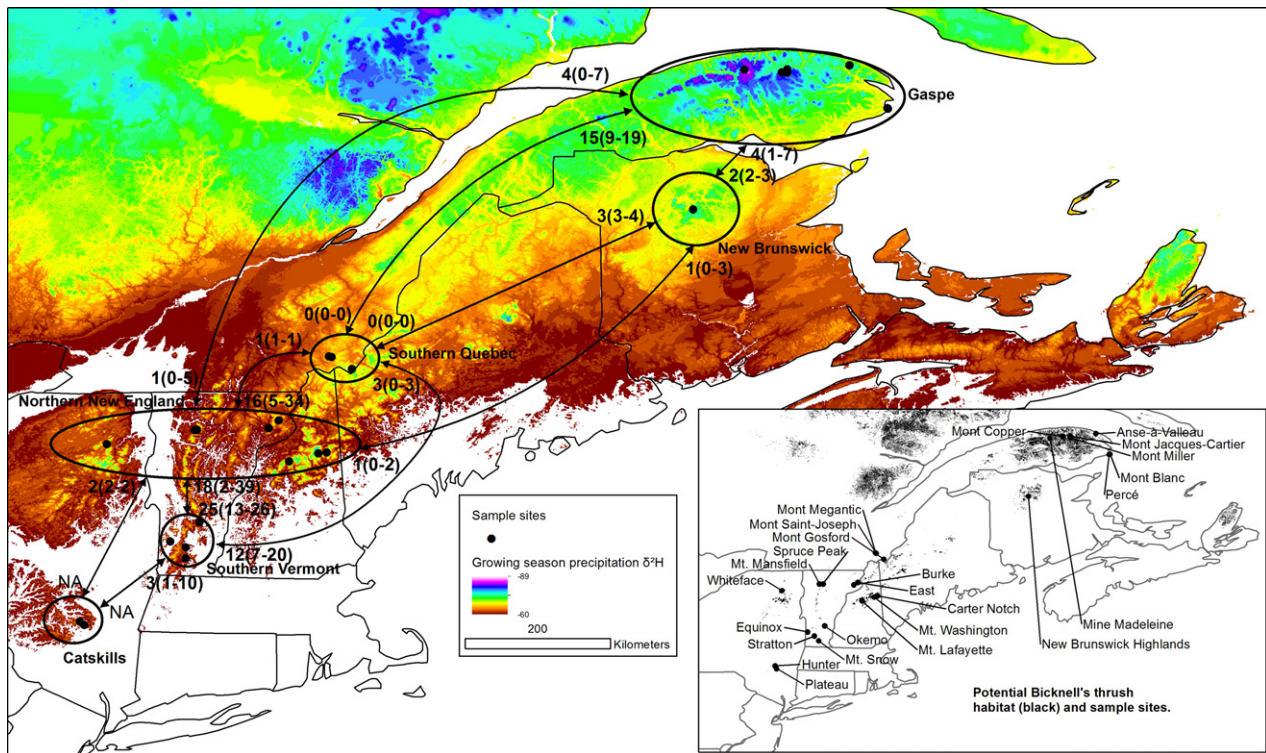 4(0-7)
Gaspe
15(9-19)
4(1-7)
2(2-3)
3(3-4)
New Brunswick
1(0-3)
0(0-0)
0(0-0)
1(1-1)
Southern Quebec
3(0-3)
1(0-5)
Northern New England
16(5-34)
1(0-2)
2(2-2)
18(2-39)
25(13-26)
12(7-20)
Southern Vermont
3(1-10)
NA
NA
Catskills
Sample sites
Growing season precipitation δ²H
-89
-60
200
Kilometers
Mont Copper
Anse-à-Valleau
Mont Jacques-Cartier
Mont Miller
Mont Blanc
Percé
Mont Megantic
Mont Saint-Joseph
Mont Gosford
Spruce Peak
Mt. Mansfield
Whiteface
Burke
East
Carter Notch
Mt. Washington
Mt. Lafayette
Mine Madeleine
New Brunswick Highlands
Equinox
Okemo
Stratton
Mt. Snow
Hunter
Plateau
Potential Bicknell's thrush
habitat (black) and sample sites.